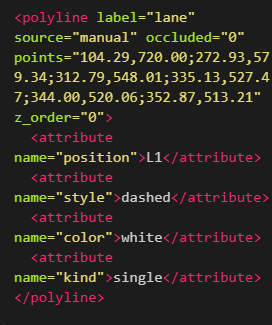 <polyline label="lane"
source="manual" occluded="0"
points="104.29,720.00;272.93,57
9.34;312.79,548.01;335.13,527.4
7;344.00,520.06;352.87,513.21"
z_order="0">
<attribute
name="position">L1</attribute>
<attribute
name="style">dashed</attribute>
<attribute
name="color">white</attribute>
<attribute
name="kind">single</attribute>
</polyline>